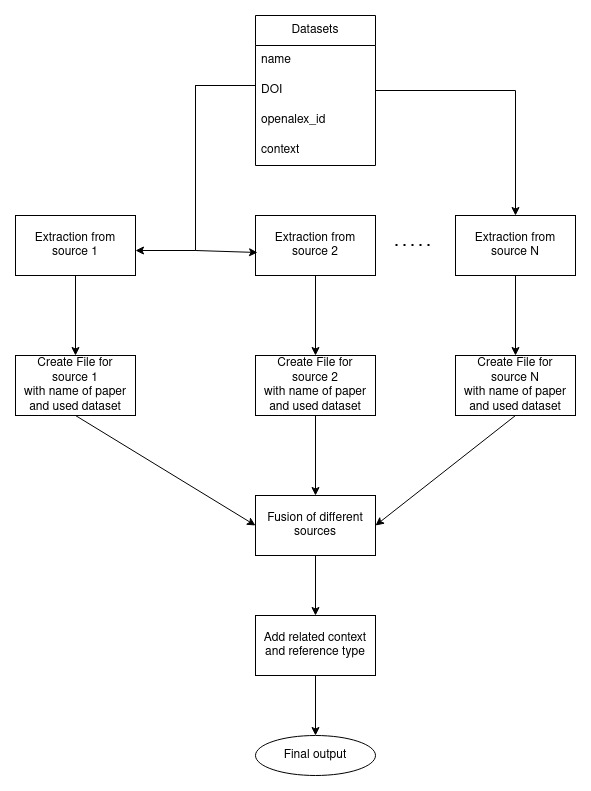 Datasets
name
DOI
openalex_id
context
Extraction from
source 1
Extraction from
source 2
.....
Extraction from
source N
Create File for
source 1
with name of paper
and used dataset
Create File for
source 2
with name of paper
and used dataset
Create File for
source N
with name of paper
and used dataset
Fusion of different
sources
Add related context
and reference type
Final output